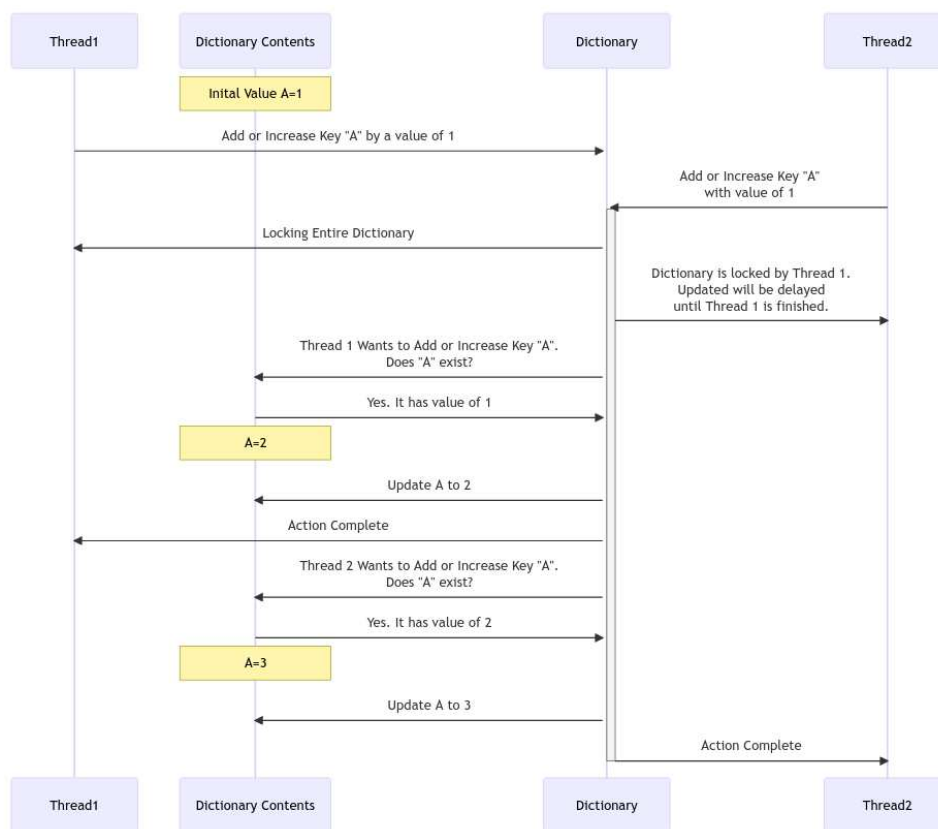 Thread1
Dictionary Contents
Dictionary
Thread2
Inital Value A=1
Add or Increase Key "A" by a value of 1
Add or Increase Key "A"
with value of 1
Locking Entire Dictionary
Dictionary is locked by Thread 1.
Updated will be delayed
until Thread 1 is finished.
Thread 1 Wants to Add or Increase Key "A".
Does "A" exist?
Yes. It has value of 1
A=2
Update A to 2
Action Complete
Thread 2 Wants to Add or Increase Key "A".
Does "A" exist?
Yes. It has value of 2
A=3
Update A to 3
Action Complete
Thread1
Dictionary Contents
Dictionary
Thread2